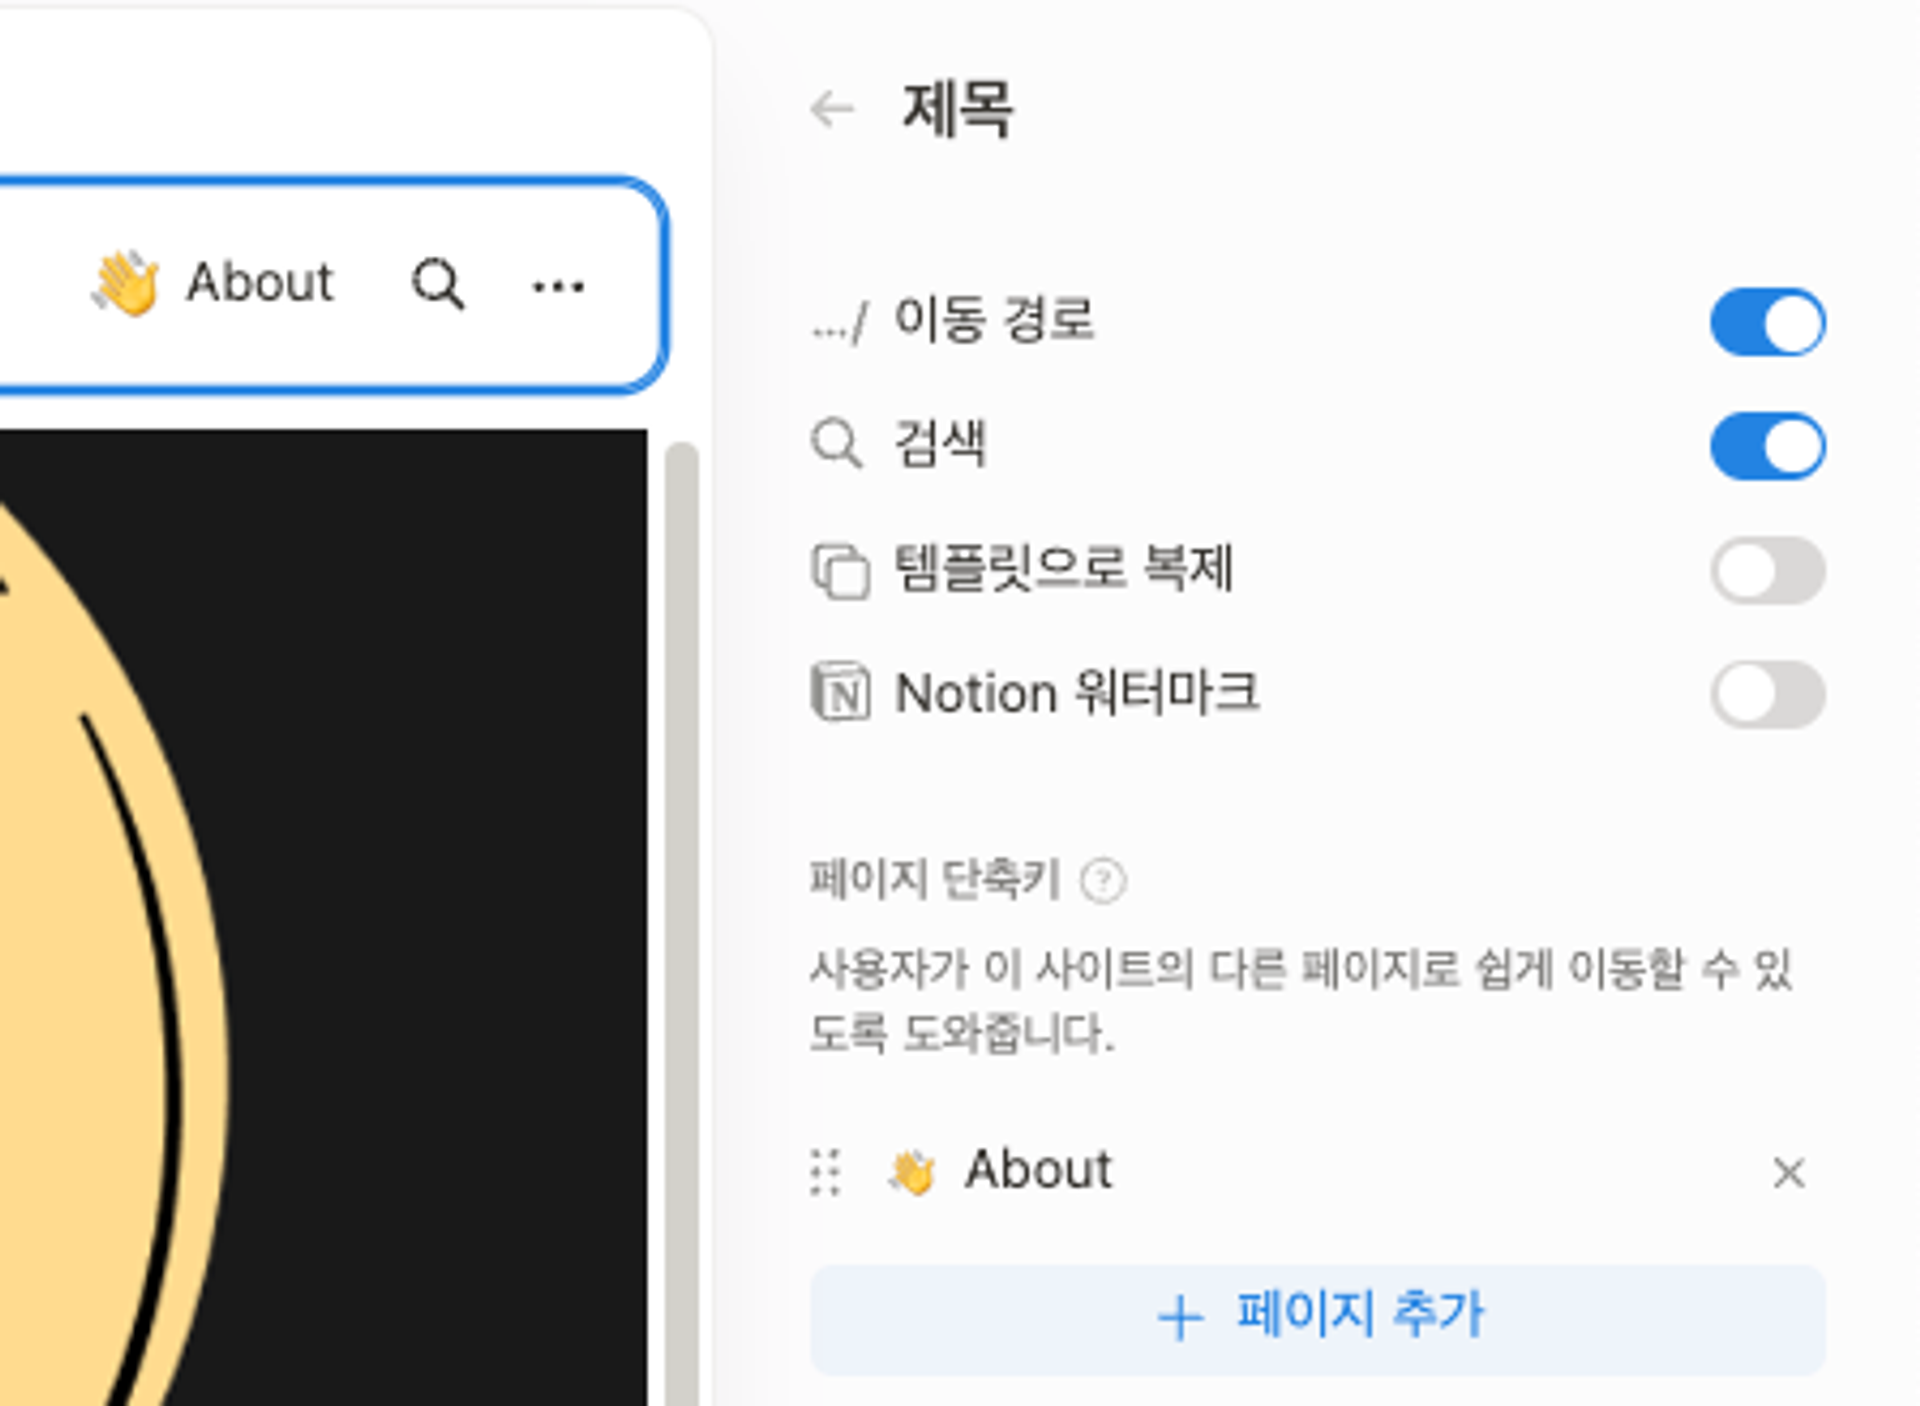 제목
👋 About
.../ 이동 경로
검색
템플릿으로 복제
Notion 워터마크
페이지 단축키 ?
사용자가 이 사이트의 다른 페이지로 쉽게 이동할 수 있
도록 도와줍니다.
👋 About
+ 페이지 추가